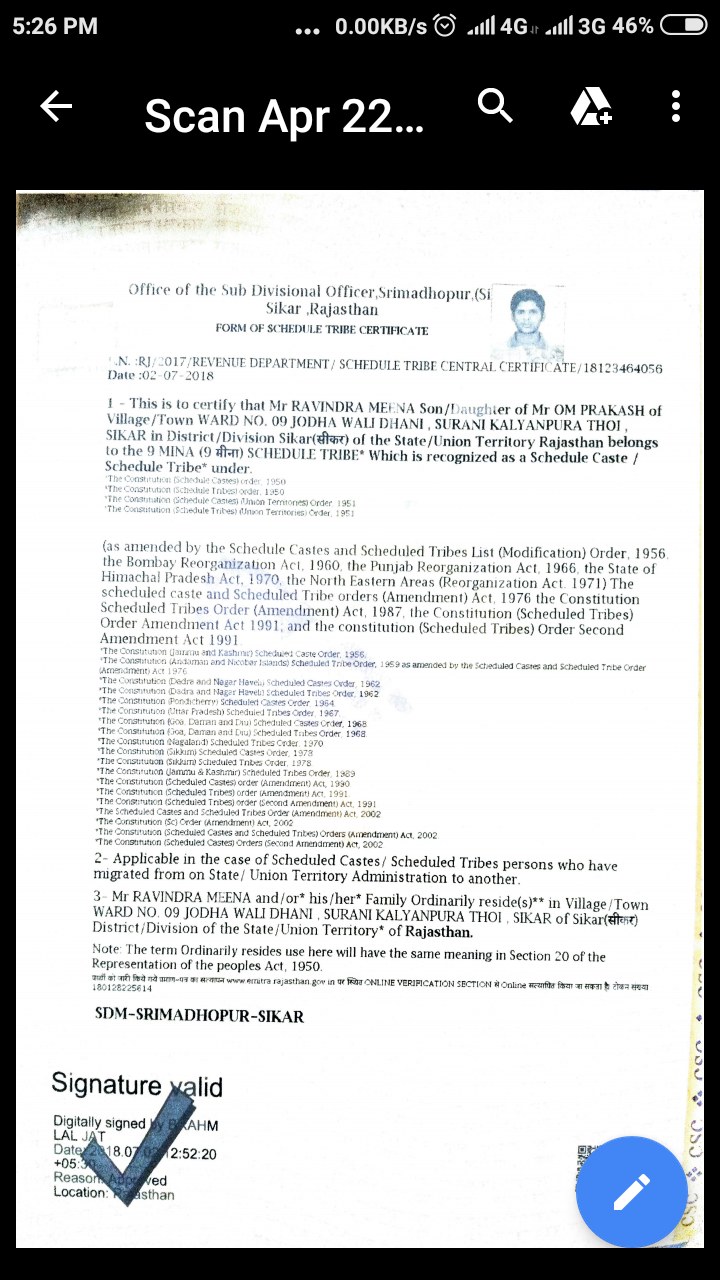 5:26 PM
... 0.00KB/s 4G 3G 46%
Scan Apr 22...
Office of the Sub Divisional Officer,Srimadhopur,(Si
Sikar ,Rajasthan
FORM OF SCHEDULE TRIBE CERTIFICATE
.N. :RJ/2017/REVENUE DEPARTMENT/ SCHEDULE TRIBE CENTRAL CERTIFICATE/18123464056
Date :02-07-2018
1 - This is to certify that Mr RAVINDRA MEENA Son/Daughter of Mr OM PRAKASH of
Village/Town WARD NO. 09 JODHA WALI DHANI , SURANI KALYANPURA THOI ,
SIKAR in District/Division Sikar(सीकर) of the State/Union Territory Rajasthan belongs
to the 9 MINA (9 मीना) SCHEDULE TRIBE* Which is recognized as a Schedule Caste /
Schedule Tribe* under.
*The Constitution (Schedule Castes) order, 1950
*The Constitution (Schedule Tribes) order, 1950
*The Constitution (Schedule Castes) (Union Territories) Order, 1951
*The Constitution (Schedule Tribes) (Union Territories) Order, 1951
(as amended by the Schedule Castes and Scheduled Tribes List (Modification) Order, 1956,
the Bombay Reorganization Act, 1960, the Punjab Reorganization Act, 1966, the State of
Himachal Pradesh Act, 1970, the North Eastern Areas (Reorganization Act. 1971) The
scheduled caste and Scheduled Tribe orders (Amendment) Act, 1976 the Constitution
Scheduled Tribes Order (Amendment) Act, 1987, the Constitution (Scheduled Tribes)
Order Amendment Act 1991; and the constitution (Scheduled Tribes) Order Second
Amendment Act 1991.
*The Constitution (Jammu and Kashmir) Scheduled Caste Order, 1956,
*The Constitution (Andaman and Nicobar Islands) Scheduled Tribe Order, 1959 as amended by the Scheduled Castes and Scheduled Tribe Order
(Amendment) Act 1976
*The Constitution (Dadra and Nagar Haveli) Scheduled Castes Order, 1962
*The Constitution (Dadra and Nagar Haveli) Scheduled Tribes Order, 1962
*The Constitution (Pondicherry) Scheduled Castes Order, 1964
*The Constitution (Uttar Pradesh) Scheduled Tribes Order, 1967
*The Constitution (Goa, Daman and Diu) Scheduled Castes Order, 1968
*The Constitution (Goa, Daman and Diu) Scheduled Tribes Order, 1968
*The Constitution (Nagaland) Scheduled Tribes Order, 1970
*The Constitution (Sikkim) Scheduled Castes Order, 1978
*The Constitution (Sikkim) Scheduled Tribes Order, 1978
*The Constitution (Jammu & Kashmir) Scheduled Tribes Order, 1989
*The Constitution (Scheduled Castes) order (Amendment) Act, 1990
*The Constitution (Scheduled Tribes) order (Amendment) Act, 1991
*The Constitution (Scheduled Tribes) order (Second Amendment) Act, 1991
*The Scheduled Castes and Scheduled Tribes Order (Amendment) Act, 2002
*The Constitution (Sc) Order (Amendment) Act, 2002
*The Constitution (Scheduled Castes and Scheduled Tribes) Orders (Amendment) Act, 2002
*The Constitution (Scheduled Castes) Orders (Second Amendment) Act, 2002
2- Applicable in the case of Scheduled Castes/ Scheduled Tribes persons who have
migrated from on State/ Union Territory Administration to another.
3- Mr RAVINDRA MEENA and/or* his/her* Family Ordinarily reside(s)** in Village/Town
WARD NO. 09 JODHA WALI DHANI , SURANI KALYANPURA THOI , SIKAR of Sikar(सीकर)
District/Division of the State/Union Territory* of Rajasthan.
Note: The term Ordinarily resides use here will have the same meaning in Section 20 of the
Representation of the peoples Act, 1950.
प्रार्थी को जारी किये गये प्रमाण-पत्र का सत्यापन www.emitra.rajasthan.gov.in पर स्थित ONLINE VERIFICATION SECTION से Online सत्यापित किया जा सकता है टोकन संख्या
180128225614
SDM-SRIMADHOPUR-SIKAR
Signature valid
Digitally signed by BRAHM
LAL JAT
Date: 2018.07.02 12:52:20
+05:30
Reason: Approved
Location: Rajasthan
CSC CSC CSC